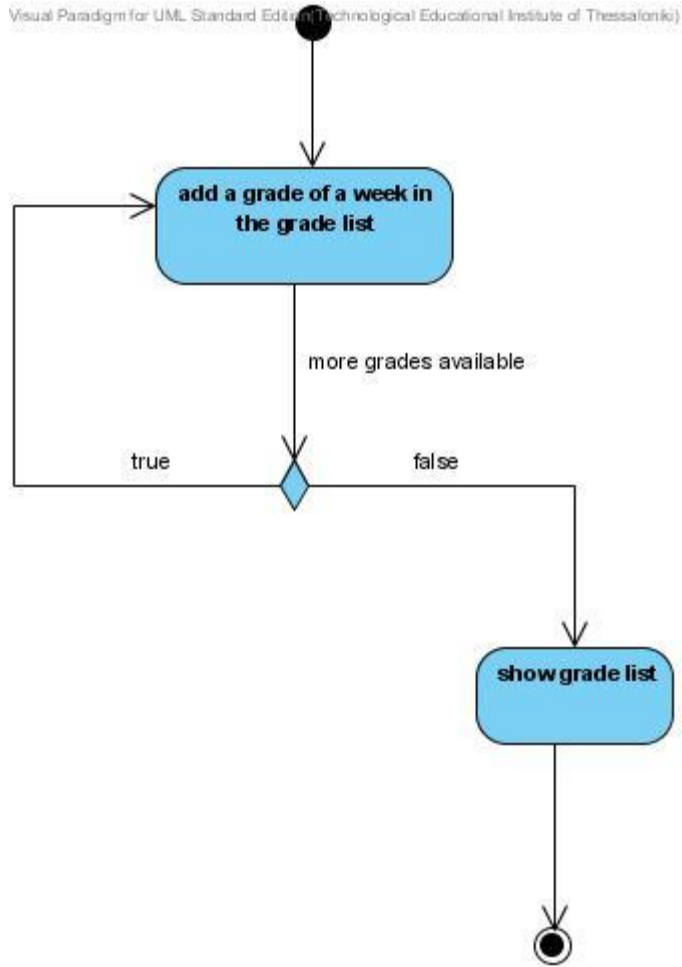 Visual Paradigm for UML Standard Edition(Technological Educational Institute of Thessaloniki)
add a grade of a week in
the grade list
more grades available
true
false
show grade list